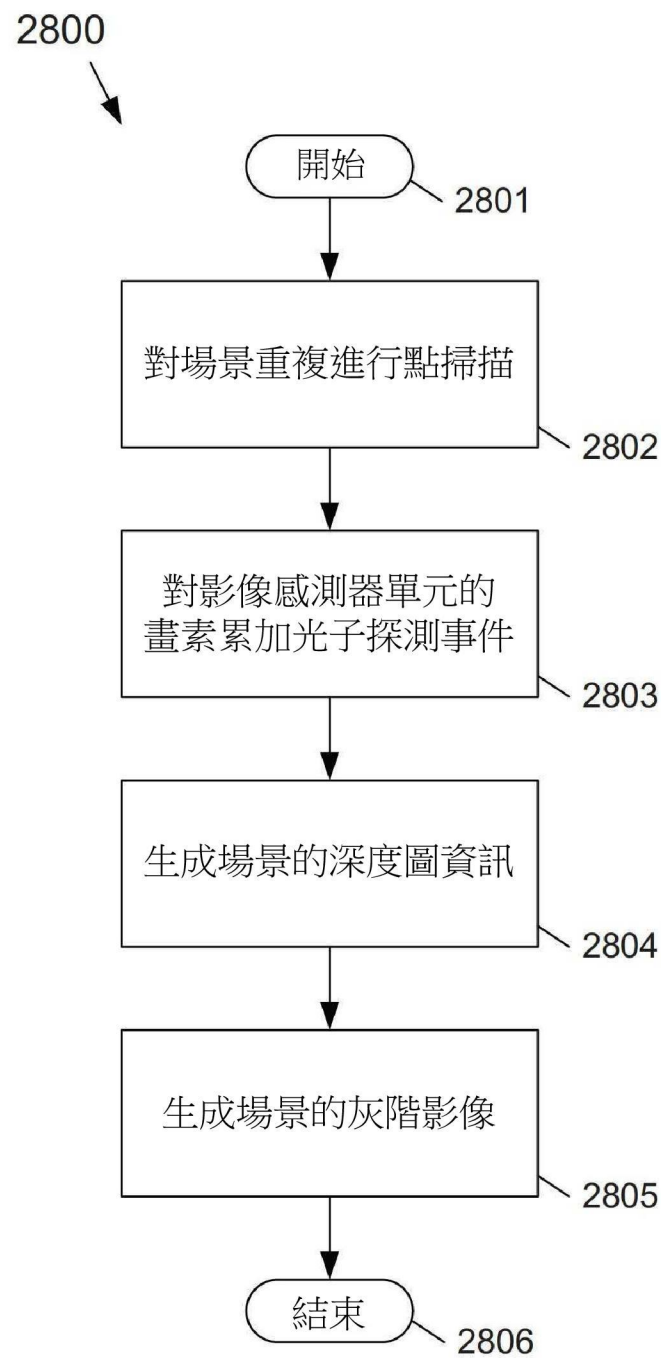 2800
開始
2801
對場景重複進行點掃描
2802
對影像感測器單元的
畫素累加光子探測事件
2803
生成場景的深度圖資訊
2804
生成場景的灰階影像
2805
結束
2806